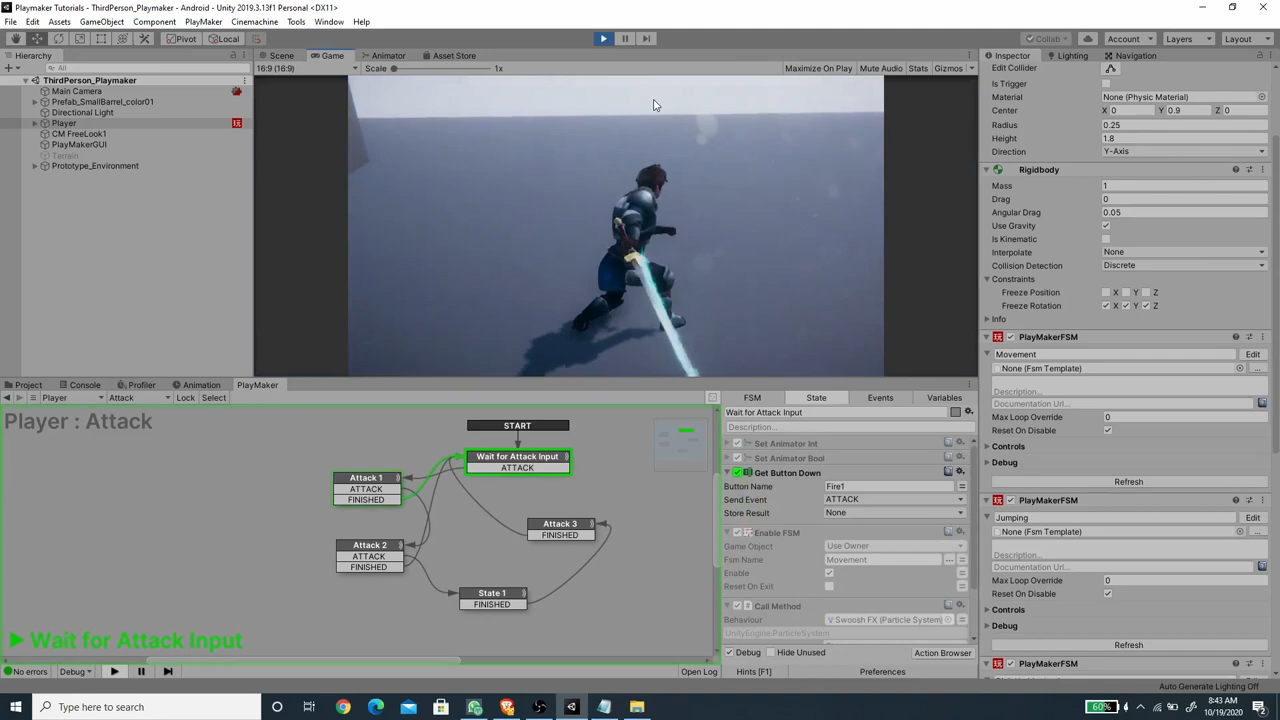 Playmaker Tutorials - ThirdPerson_Playmaker - Android - Unity 2019.3.13f1 Personal <DX11>
File Edit Assets GameObject Component PlayMaker Cinemachine Tools Window Help
Pivot Local Collab Account Layers Layout
Hierarchy Scene Game Animator Asset Store Inspector Lighting Navigation
All 16:9 (16:9) Scale 1x Maximize On Play Mute Audio Stats Gizmos
ThirdPerson_Playmaker
Main Camera
Prefab_SmallBarrel_color01
Directional Light
Player
CM FreeLook1
PlayMakerGUI
Terrain
Prototype_Environment
Edit Collider
Is Trigger
Material None (Physic Material)
Center X 0 Y 0.9 Z 0
Radius 0.25
Height 1.8
Direction Y-Axis
Rigidbody
Mass 1
Drag 0
Angular Drag 0.05
Use Gravity
Is Kinematic
Interpolate None
Collision Detection Discrete
Constraints
Freeze Position X Y Z
Freeze Rotation X Y Z
Info
PlayMakerFSM
Movement Edit
None (Fsm Template) ...
Description...
Documentation Url...
Max Loop Override 0
Reset On Disable
Controls
Debug
Refresh
PlayMakerFSM
Jumping Edit
None (Fsm Template) ...
Description...
Documentation Url...
Max Loop Override 0
Reset On Disable
Controls
Debug
Refresh
PlayMakerFSM
Project Console Profiler Animation PlayMaker
Player Attack Lock Select
Player : Attack
START
Wait for Attack Input
ATTACK
Attack 1
ATTACK
FINISHED
Attack 3
FINISHED
Attack 2
ATTACK
FINISHED
State 1
FINISHED
Wait for Attack Input
No errors Debug Open Log
FSM State Events Variables
Wait for Attack Input
Description...
Set Animator Int
Set Animator Bool
Get Button Down
Button Name Fire1
Send Event ATTACK
Store Result None
Enable FSM
Game Object Use Owner
Fsm Name Movement ...
Enable
Reset On Exit
Call Method
Behaviour Swoosh FX (Particle System)
UnityEngine.ParticleSystem
Debug Hide Unused Action Browser
Hints [F1] Preferences
Auto Generate Lighting Off
Type here to search
60%
8:43 AM
10/19/2020